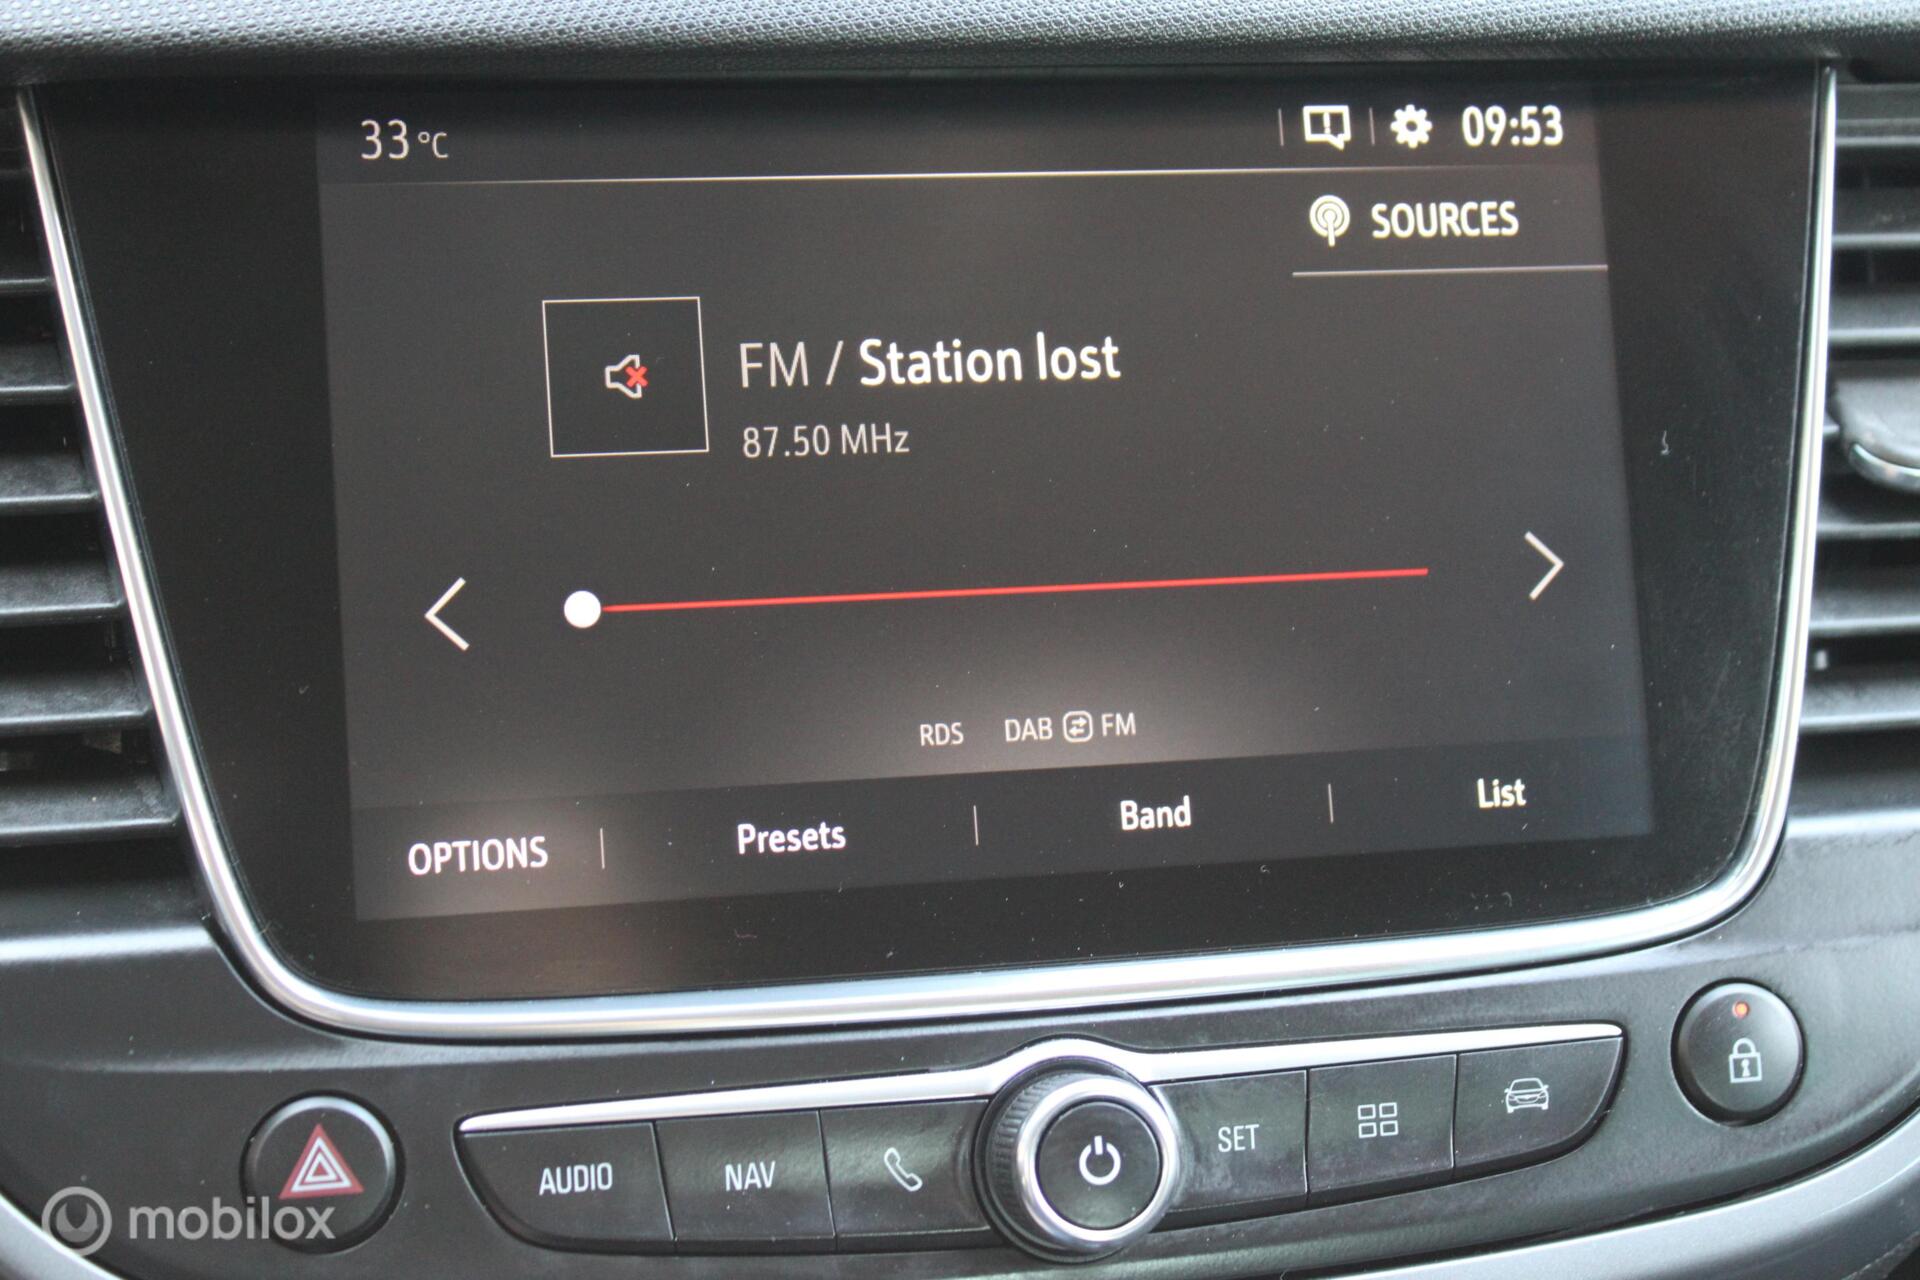 33 °C 09:53
SOURCES
FM / Station lost
87.50 MHz
RDS DAB FM
OPTIONS Presets Band List
AUDIO NAV SET
mobilox